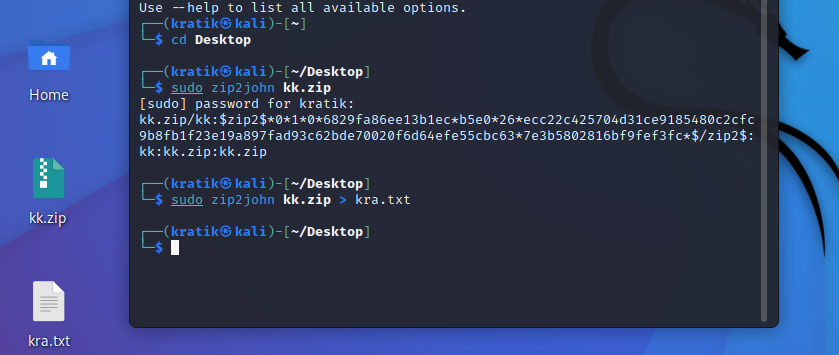 Use --help to list all available options.
┌──(kratik㉿kali)-[~]
└─$ cd Desktop
┌──(kratik㉿kali)-[~/Desktop]
└─$ sudo zip2john kk.zip
[sudo] password for kratik:
kk.zip/kk:$zip2$*0*1*0*6829fa86ee13b1ec*b5e0*26*ecc22c425704d31ce9185480c2cfc
9b8fb1f23e19a897fad93c62bde70020f6d64efe55cbc63*7e3b5802816bf9fef3fc*$/zip2$:
kk:kk.zip:kk.zip
┌──(kratik㉿kali)-[~/Desktop]
└─$ sudo zip2john kk.zip > kra.txt
┌──(kratik㉿kali)-[~/Desktop]
└─$
Home
kk.zip
kra.txt